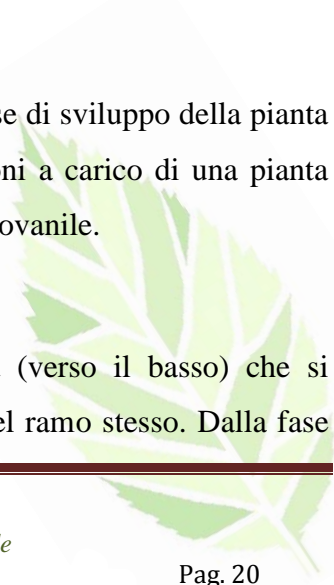 se di sviluppo della pianta
ni a carico di una pianta
ovanile.
(verso il basso) che si
el ramo stesso. Dalla fase
e
Pag. 20